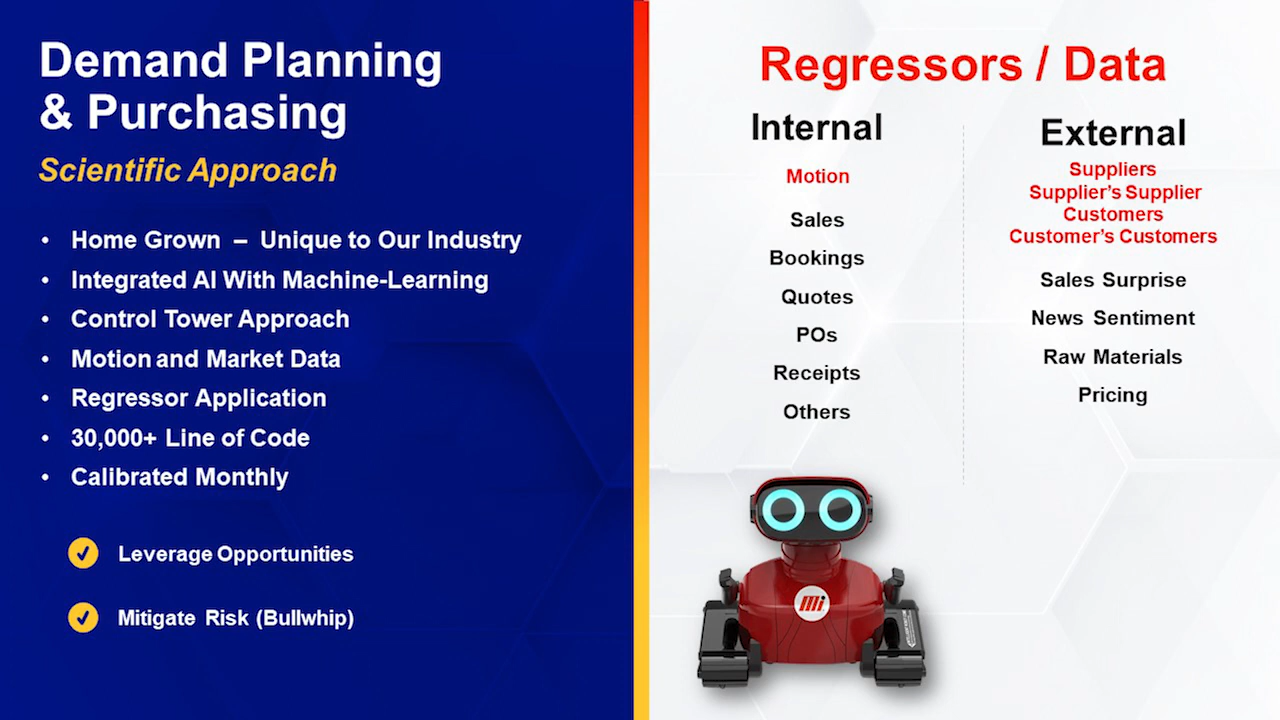 Demand Planning
& Purchasing
Scientific Approach
• Home Grown – Unique to Our Industry
• Integrated AI With Machine-Learning
• Control Tower Approach
• Motion and Market Data
• Regressor Application
• 30,000+ Line of Code
• Calibrated Monthly
Leverage Opportunities
Mitigate Risk (Bullwhip)
Regressors / Data
Internal
Motion
Sales
Bookings
Quotes
POs
Receipts
Others
External
Suppliers
Supplier's Supplier
Customers
Customer's Customers
Sales Surprise
News Sentiment
Raw Materials
Pricing
Mi